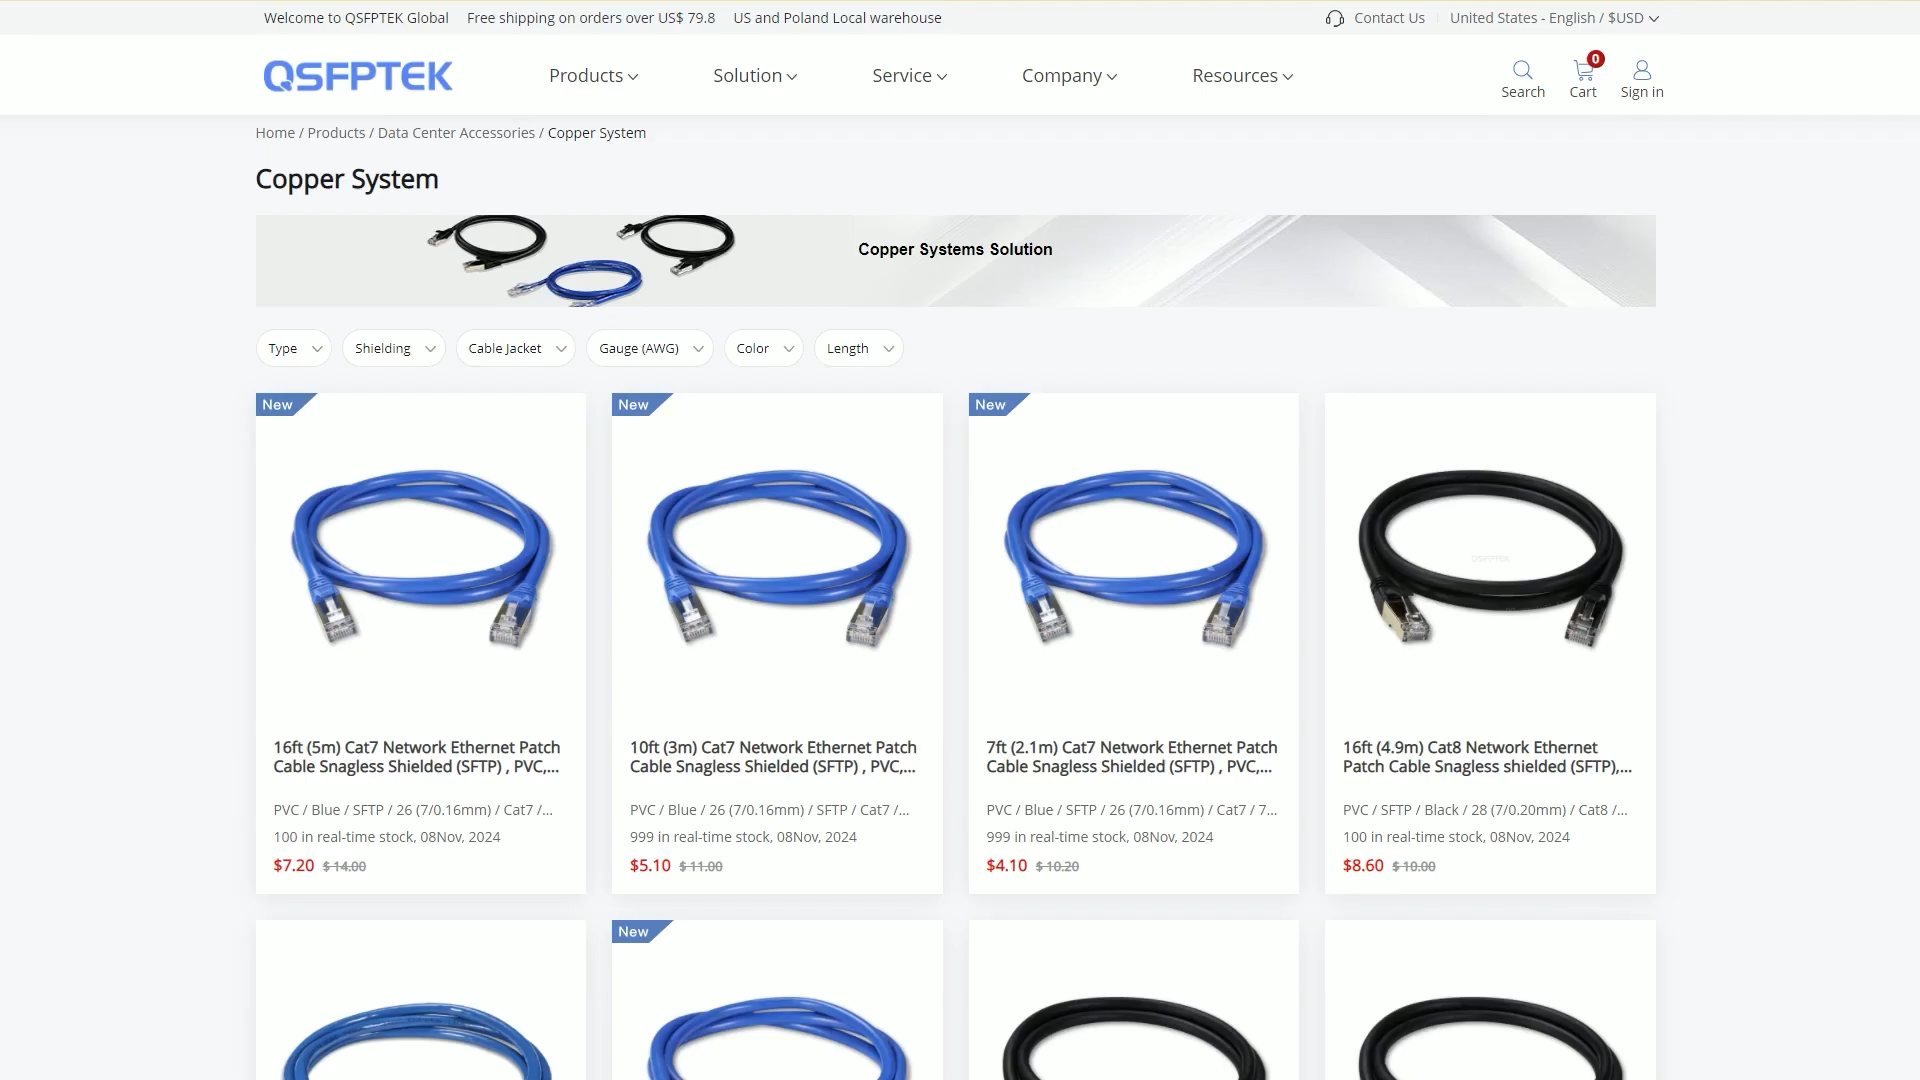 Welcome to QSFPTEK Global Free shipping on orders over US$ 79.8 US and Poland Local warehouse Contact Us United States - English / $USD
QSFPTEK
Products Solution Service Company Resources
Search
0
Cart
Sign in
Home / Products / Data Center Accessories / Copper System
Copper System
Copper Systems Solution
Type Shielding Cable Jacket Gauge (AWG) Color Length
New
16ft (5m) Cat7 Network Ethernet Patch
Cable Snagless Shielded (SFTP) , PVC,...
PVC / Blue / SFTP / 26 (7/0.16mm) / Cat7 /...
100 in real-time stock, 08Nov, 2024
$7.20 $ 14.00
New
10ft (3m) Cat7 Network Ethernet Patch
Cable Snagless Shielded (SFTP) , PVC,...
PVC / Blue / 26 (7/0.16mm) / SFTP / Cat7 /...
999 in real-time stock, 08Nov, 2024
$5.10 $ 11.00
New
7ft (2.1m) Cat7 Network Ethernet Patch
Cable Snagless Shielded (SFTP) , PVC,...
PVC / Blue / SFTP / 26 (7/0.16mm) / Cat7 / 7...
999 in real-time stock, 08Nov, 2024
$4.10 $ 10.20
QSFPTEK
16ft (4.9m) Cat8 Network Ethernet
Patch Cable Snagless shielded (SFTP),...
PVC / SFTP / Black / 28 (7/0.20mm) / Cat8 /...
100 in real-time stock, 08Nov, 2024
$8.60 $ 10.00
New